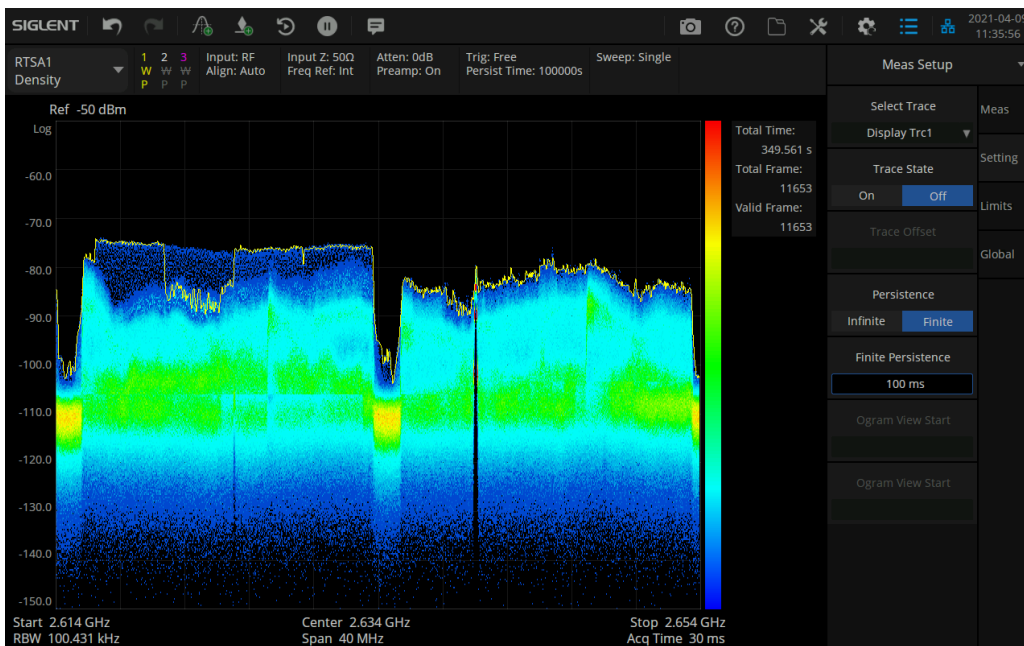 SIGLENT
2021-04-09
11:35:56
RTSA1
Density
1 2 3
W W W
P P P
Input: RF
Align: Auto
Input Z: 50Ω
Freq Ref: Int
Atten: 0dB
Preamp: On
Trig: Free
Persist Time: 100000s
Sweep: Single
Meas Setup
Ref -50 dBm
Log
-60.0
-70.0
-80.0
-90.0
-100.0
-110.0
-120.0
-130.0
-140.0
-150.0
Total Time:
349.561 s
Total Frame:
11653
Valid Frame:
11653
Start 2.614 GHz
Center 2.634 GHz
Stop 2.654 GHz
RBW 100.431 kHz
Span 40 MHz
Acq Time 30 ms
Select Trace
Display Trc1
Trace State
On Off
Trace Offset
Persistence
Infinite Finite
Finite Persistence
100 ms
Ogram View Start
Ogram View Start
Meas
Setting
Limits
Global